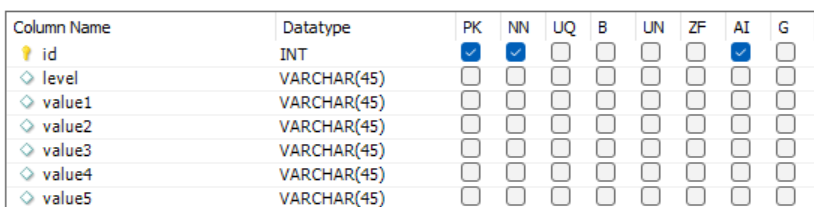 Column Name Datatype PK NN UQ B UN ZF AI G
id INT
level VARCHAR(45)
value1 VARCHAR(45)
value2 VARCHAR(45)
value3 VARCHAR(45)
value4 VARCHAR(45)
value5 VARCHAR(45)